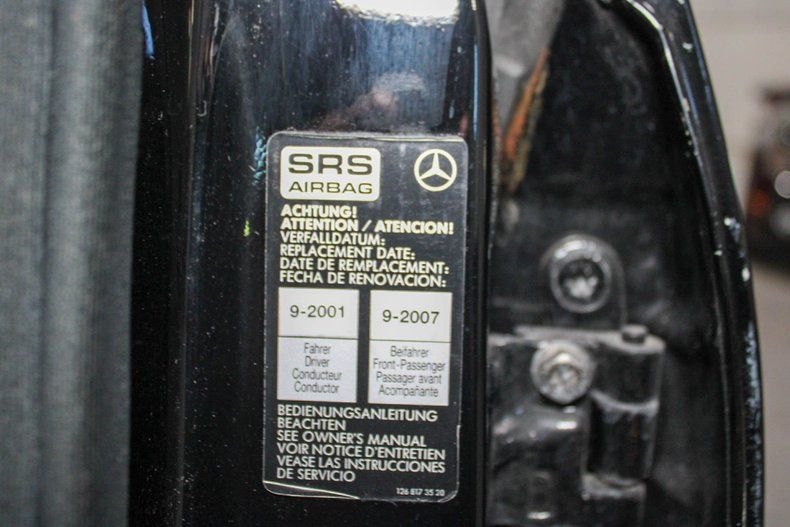 SRS
AIRBAG
ACHTUNG!
ATTENTION / ATENCION!
VERFALLDATUM:
REPLACEMENT DATE:
DATE DE REMPLACEMENT:
FECHA DE RENOVACION:
9-2001
9-2007
Fahrer
Driver
Conducteur
Conductor
Beifahrer
Front-Passenger
Passager avant
Acompañante
BEDIENUNGSANLEITUNG
BEACHTEN
SEE OWNER'S MANUAL
VOIR NOTICE D'ENTRETIEN
VEASE LAS INSTRUCCIONES
DE SERVICIO
126 817 35 20